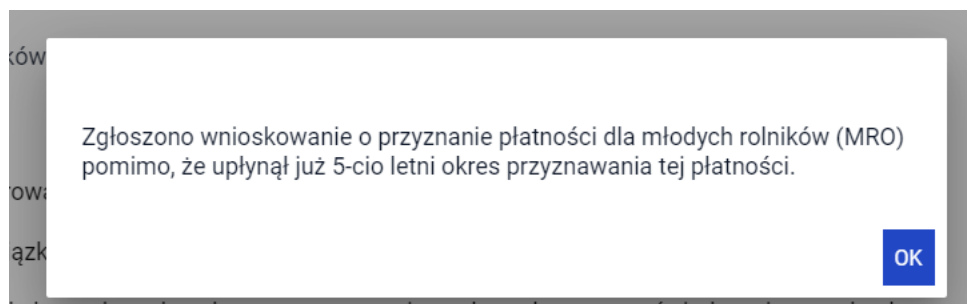 ków
Zgłoszono wnioskowanie o przyznanie płatności dla młodych rolników (MRO)
pomimo, że upłynął już 5-cio letni okres przyznawania tej płatności.
ową
ązk
OK